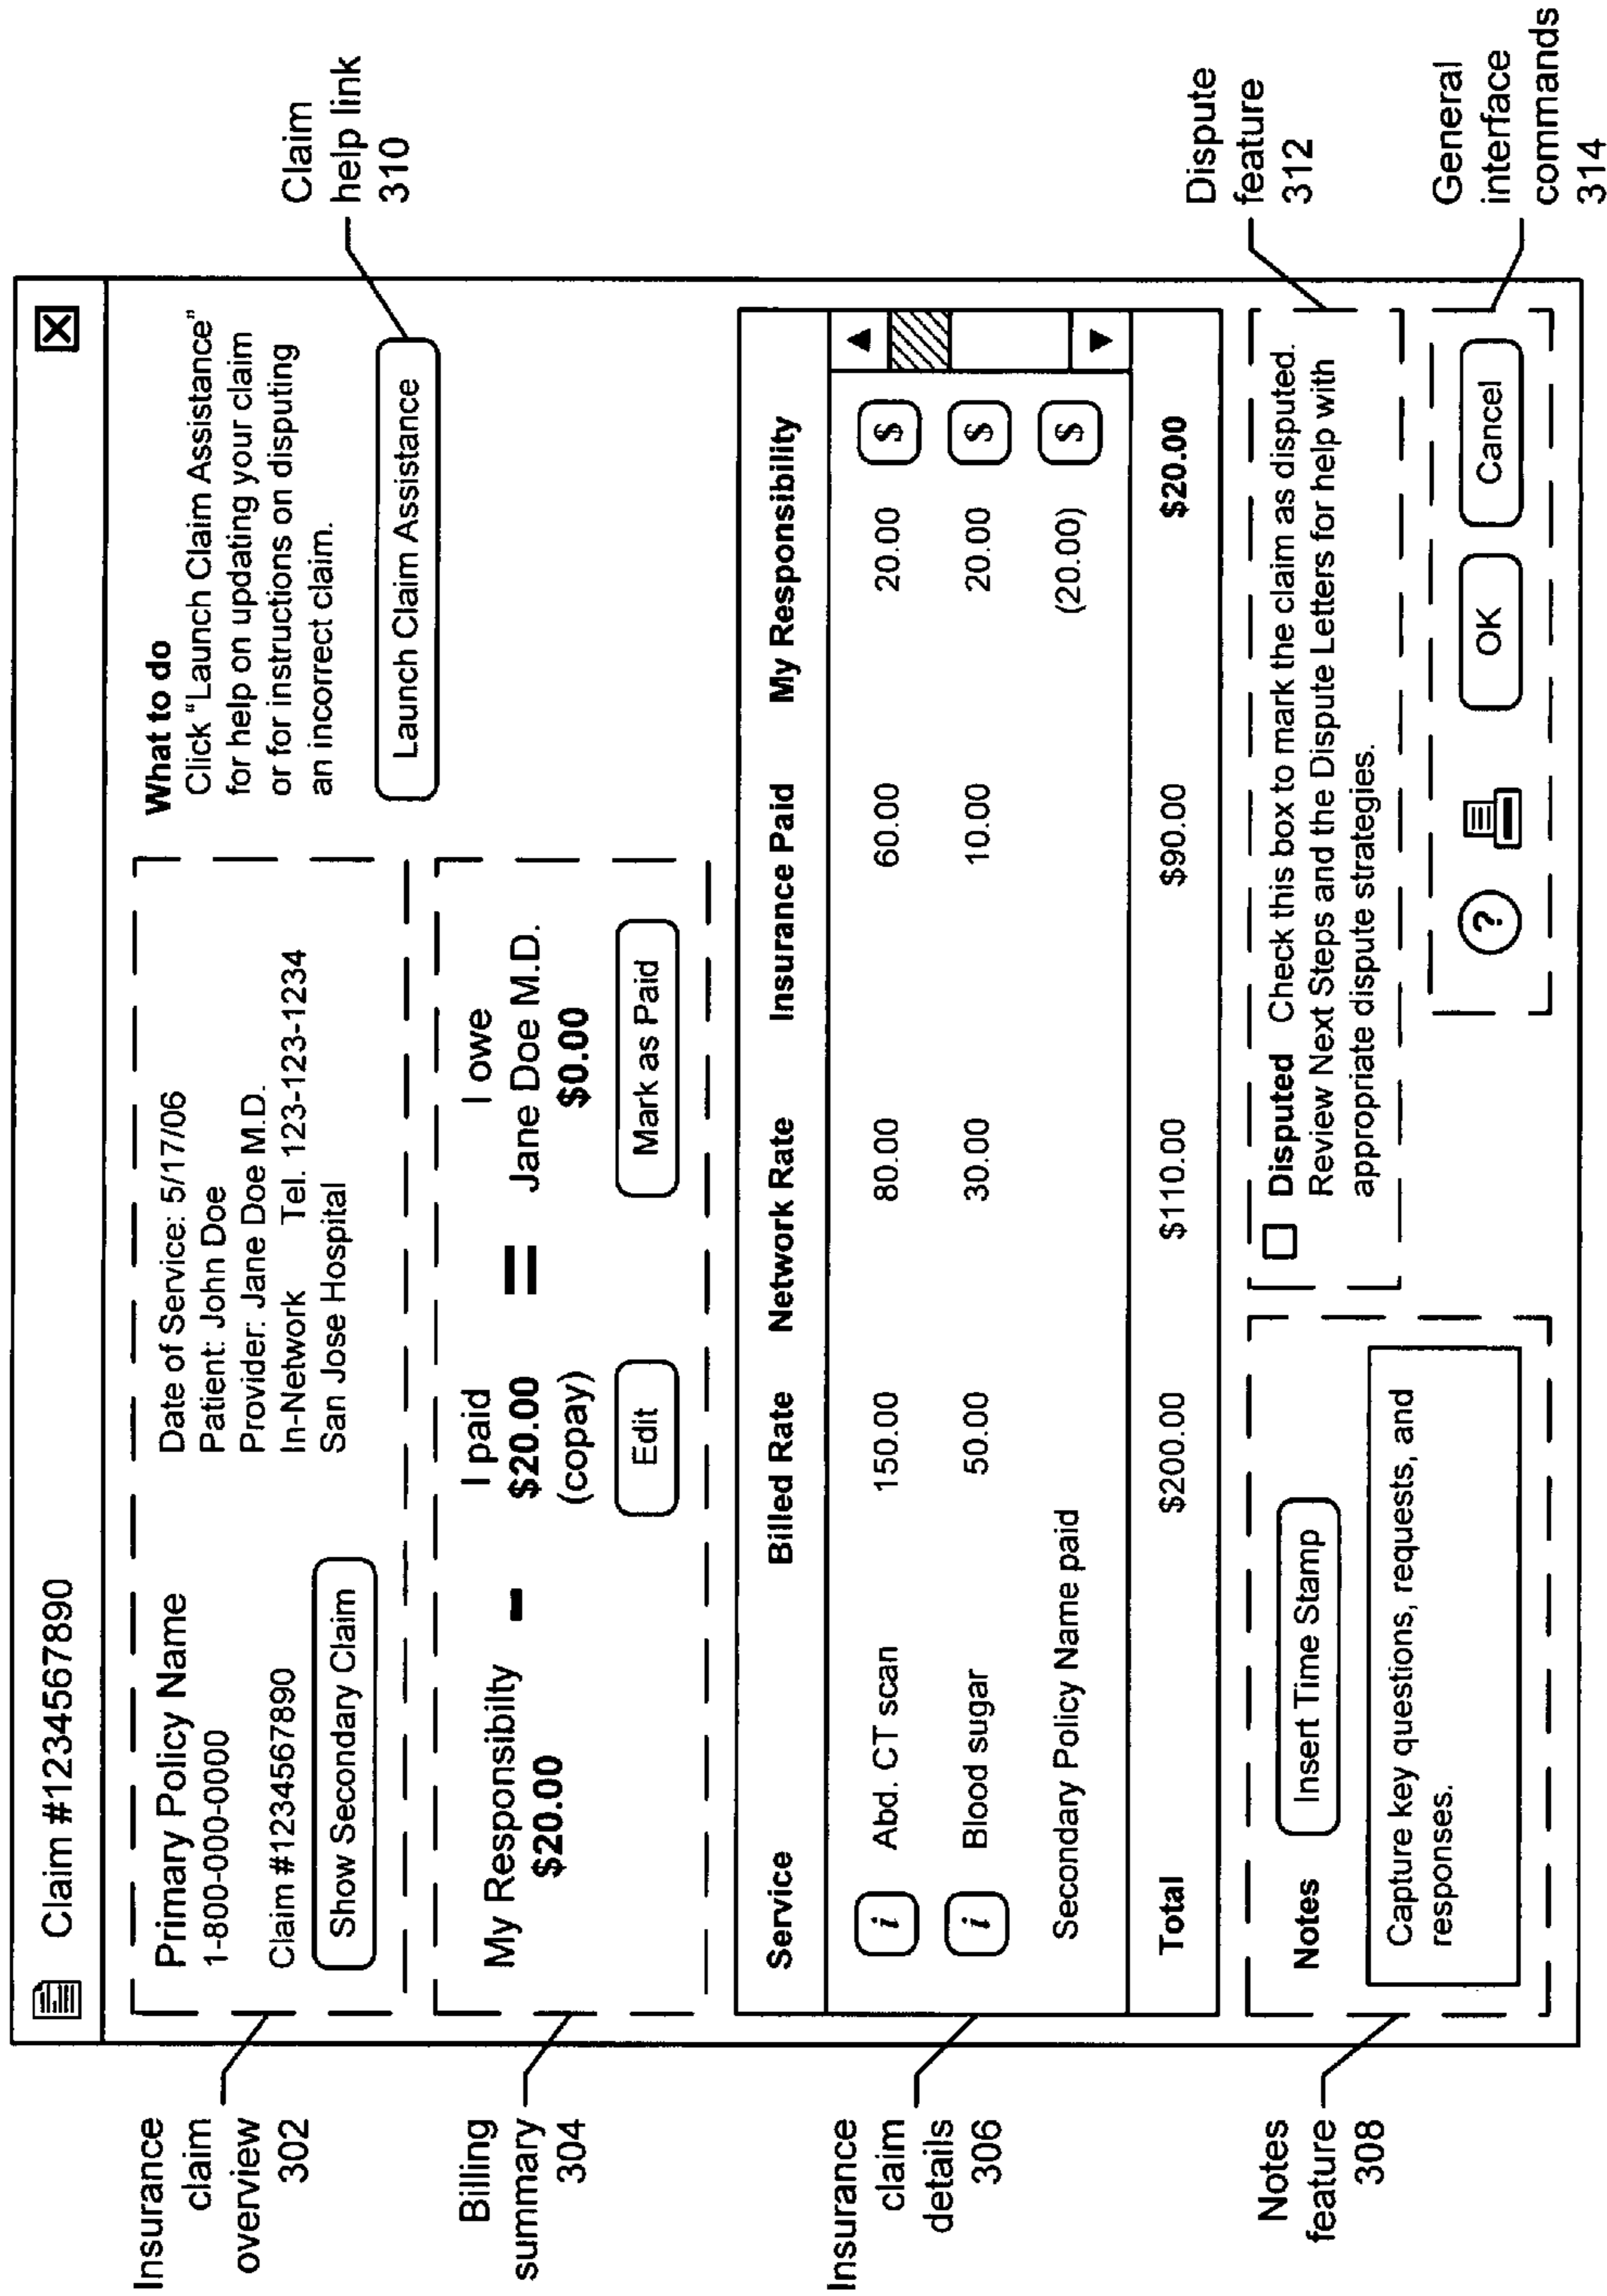 Claim #1234567890
Insurance
claim
overview
302
Primary Policy Name
1-800-000-0000
Claim #1234567890
Show Secondary Claim
Date of Service: 5/17/06
Patient: John Doe
Provider: Jane Doe M.D.
In-Network Tel. 123-123-1234
San Jose Hospital
What to do
Click “Launch Claim Assistance”
for help on updating your claim
or for instructions on disputing
an incorrect claim.
Launch Claim Assistance
Claim
help link
310
Billing
summary
304
My Responsibilty
$20.00
-
I paid
$20.00
(copay)
Edit
=
I owe
Jane Doe M.D.
$0.00
Mark as Paid
Insurance
claim
details
306
Service Billed Rate Network Rate Insurance Paid My Responsibility
i Abd. CT scan 150.00 80.00 60.00 20.00 $
i Blood sugar 50.00 30.00 10.00 20.00 $
Secondary Policy Name paid (20.00) $
Total $200.00 $110.00 $90.00 $20.00
Notes
feature
308
Notes Insert Time Stamp
Capture key questions, requests, and
responses.
Disputed Check this box to mark the claim as disputed.
Review Next Steps and the Dispute Letters for help with
appropriate dispute strategies.
Dispute
feature
312
? OK Cancel
General
interface
commands
314